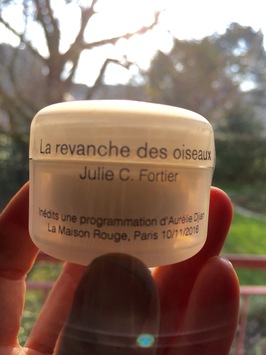 La revanche des oiseaux
Julie C. Fortier
Inédits une programmation d'Aurélie Djian
La Maison Rouge, Paris 10/11/2016